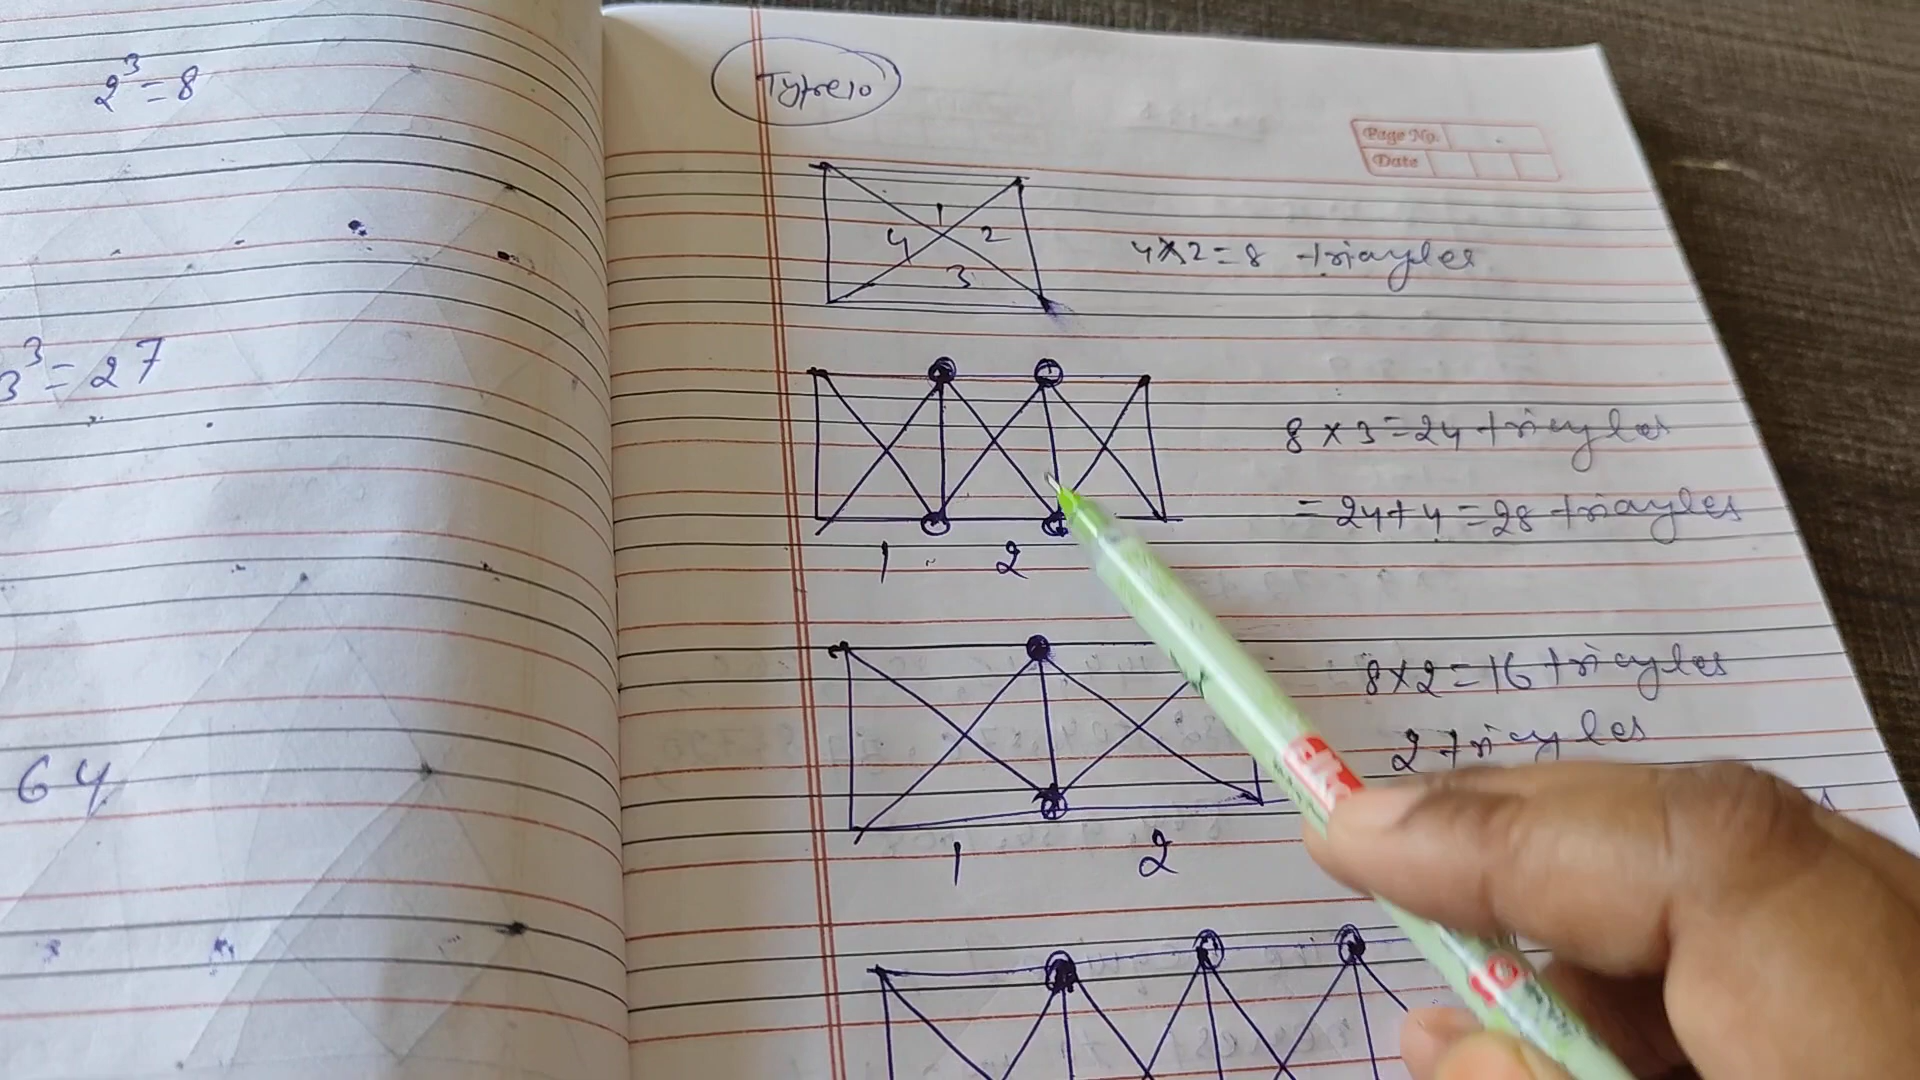 2³=8
3³=27
64
Type10
Page No.
Date
1
4 2
3
4×2=8 triangles
8×3=24 triangles
=24+4=28 triangles
1 2
8×2=16 triangles
2 triangles
1 2